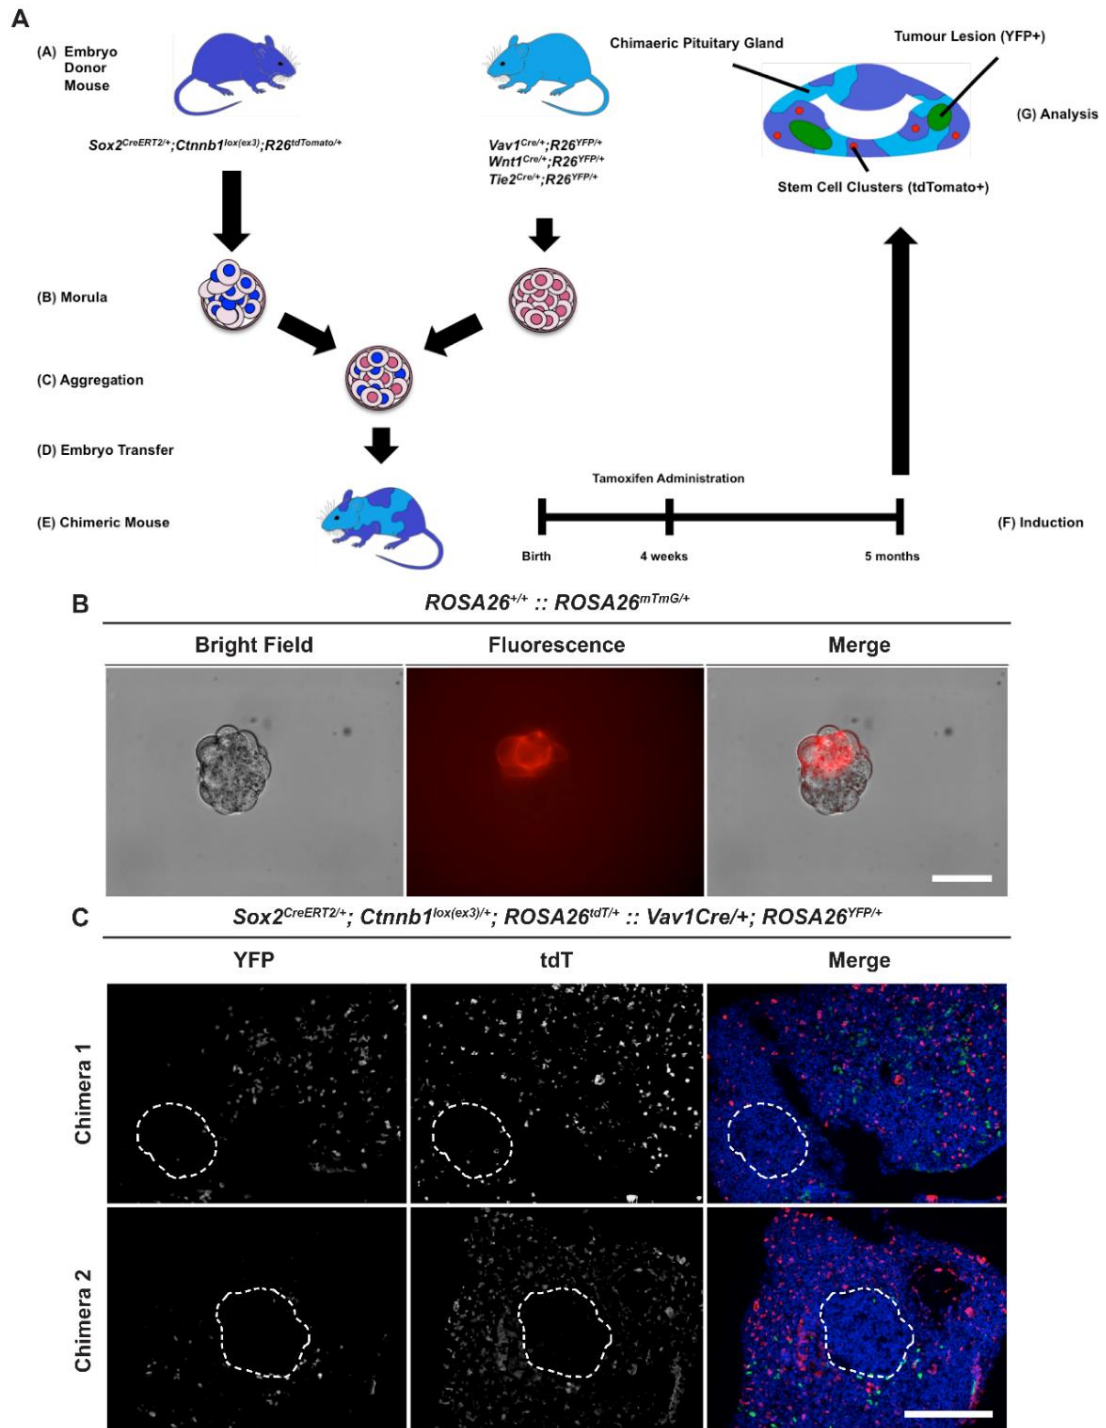 A
(A) Embryo
Donor
Mouse
Sox2CreERT2/+;Ctnnb1lox(ex3);R26tdTomato/+
Vav1Cre/+;R26YFP/+
Wnt1Cre/+;R26YFP/+
Tie2Cre/+;R26YFP/+
Chimaeric Pituitary Gland
Tumour Lesion (YFP+)
(G) Analysis
Stem Cell Clusters (tdTomato+)
(B) Morula
(C) Aggregation
(D) Embryo Transfer
(E) Chimeric Mouse
Tamoxifen Administration
Birth
4 weeks
5 months
(F) Induction
B
ROSA26+/+ :: ROSA26mTmG/+
Bright Field
Fluorescence
Merge
C
Sox2CreERT2/+; Ctnnb1lox(ex3)/+; ROSA26tdT/+ :: Vav1Cre/+; ROSA26YFP/+
YFP
tdT
Merge
Chimera 1
Chimera 2